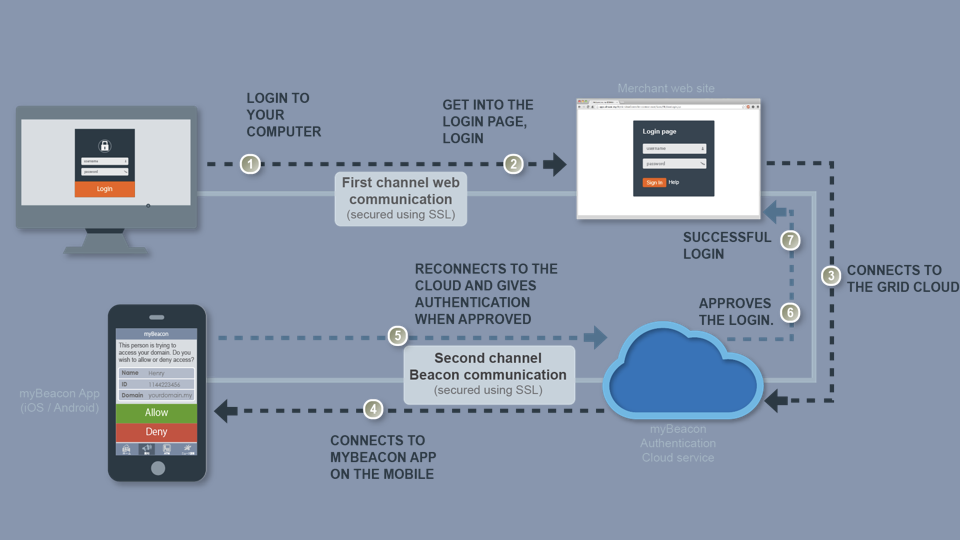 Merchant web site
LOGIN TO
YOUR
COMPUTER
GET INTO THE
LOGIN PAGE,
LOGIN
username
password
Login
1
2
Login page
username
password
Sign In Help
First channel web
communication
(secured using SSL)
SUCCESSFUL
LOGIN
7
3
CONNECTS TO
THE GRID CLOUD
RECONNECTS TO THE
CLOUD AND GIVES
AUTHENTICATION
WHEN APPROVED
5
APPROVES
THE LOGIN.
6
myBeacon
This person is trying to
access your domain. Do you
wish to allow or deny access?
Name Henry
ID 1144223456
Domain yourdomain.my
Allow
Deny
myBeacon App
(iOS / Android)
Second channel
Beacon communication
(secured using SSL)
4
CONNECTS TO
MYBEACON APP
ON THE MOBILE
myBeacon
Authentication
Cloud service